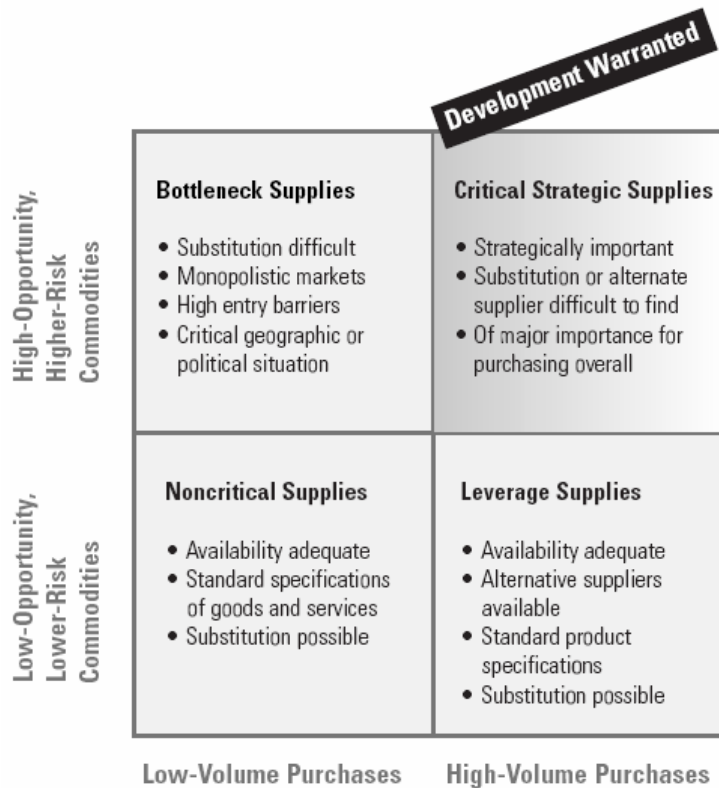 Development Warranted
High-Opportunity,
Higher-Risk
Commodities
Bottleneck Supplies
• Substitution difficult
• Monopolistic markets
• High entry barriers
• Critical geographic or
political situation
Critical Strategic Supplies
• Strategically important
• Substitution or alternate
supplier difficult to find
• Of major importance for
purchasing overall
Low-Opportunity,
Lower-Risk
Commodities
Noncritical Supplies
• Availability adequate
• Standard specifications
of goods and services
• Substitution possible
Leverage Supplies
• Availability adequate
• Alternative suppliers
available
• Standard product
specifications
• Substitution possible
Low-Volume Purchases
High-Volume Purchases